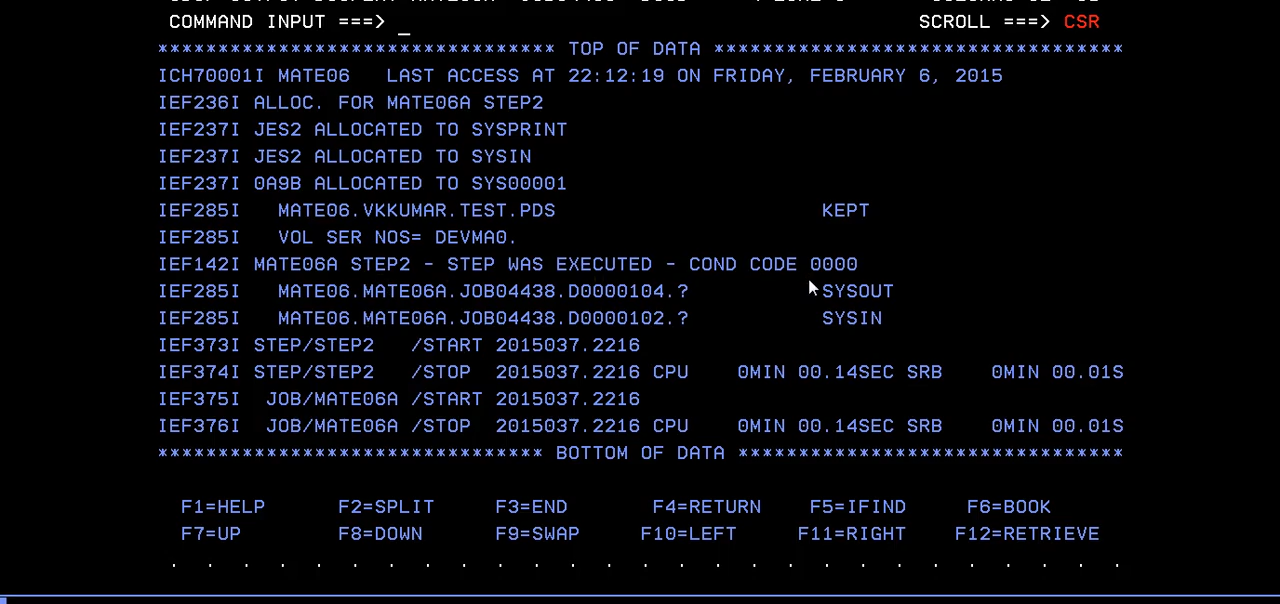 COMMAND INPUT ===> _ SCROLL ===> CSR
********************************* TOP OF DATA **********************************
ICH70001I MATE06   LAST ACCESS AT 22:12:19 ON FRIDAY, FEBRUARY 6, 2015
IEF236I ALLOC. FOR MATE06A STEP2
IEF237I JES2 ALLOCATED TO SYSPRINT
IEF237I JES2 ALLOCATED TO SYSIN
IEF237I 0A9B ALLOCATED TO SYS00001
IEF285I   MATE06.VKKUMAR.TEST.PDS                      KEPT
IEF285I   VOL SER NOS= DEVMA0.
IEF142I MATE06A STEP2 - STEP WAS EXECUTED - COND CODE 0000
IEF285I   MATE06.MATE06A.JOB04438.D0000104.?           SYSOUT
IEF285I   MATE06.MATE06A.JOB04438.D0000102.?           SYSIN
IEF373I STEP/STEP2   /START 2015037.2216
IEF374I STEP/STEP2   /STOP  2015037.2216 CPU    0MIN 00.14SEC SRB    0MIN 00.01S
IEF375I  JOB/MATE06A /START 2015037.2216
IEF376I  JOB/MATE06A /STOP  2015037.2216 CPU    0MIN 00.14SEC SRB    0MIN 00.01S
******************************** BOTTOM OF DATA ********************************
F1=HELP      F2=SPLIT     F3=END       F4=RETURN    F5=IFIND     F6=BOOK
F7=UP        F8=DOWN      F9=SWAP     F10=LEFT     F11=RIGHT    F12=RETRIEVE